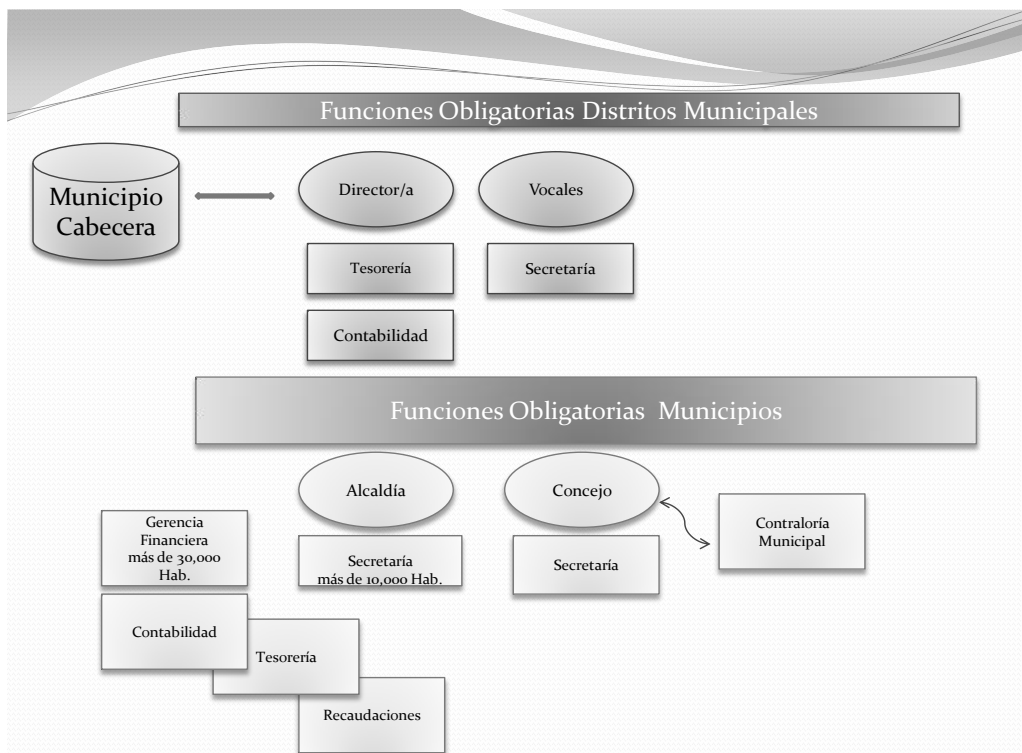 Funciones Obligatorias Distritos Municipales
Municipio
Cabecera
Director/a
Vocales
Tesorería
Secretaría
Contabilidad
Funciones Obligatorias Municipios
Alcaldía
Concejo
Contraloría
Municipal
Gerencia
Financiera
más de 30,000
Hab.
Secretaría
más de 10,000 Hab.
Secretaría
Contabilidad
Tesorería
Recaudaciones